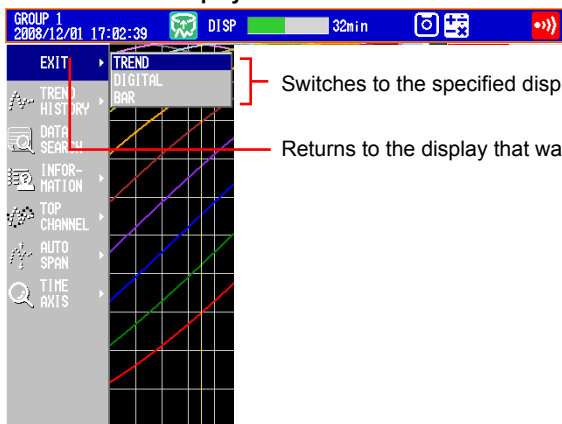 GROUP 1
2008/12/01 17:02:39
DISP
32min
EXIT
TREND
DIGITAL
BAR
Switches to the specified disp
TREND
HISTORY
DATA
SEARCH
Returns to the display that wa
INFOR-
MATION
TOP
CHANNEL
AUTO
SPAN
TIME
AXIS